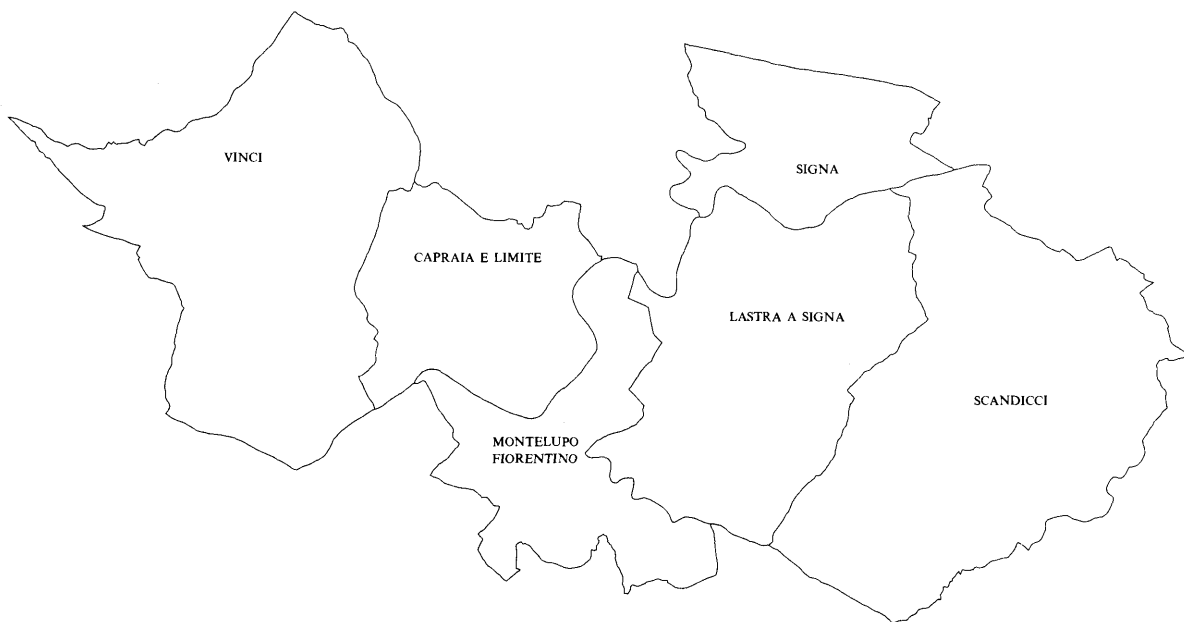 VINCI
SIGNA
CAPRAIA E LIMITE
LASTRA A SIGNA
SCANDICCI
MONTELUPO
FIORENTINO